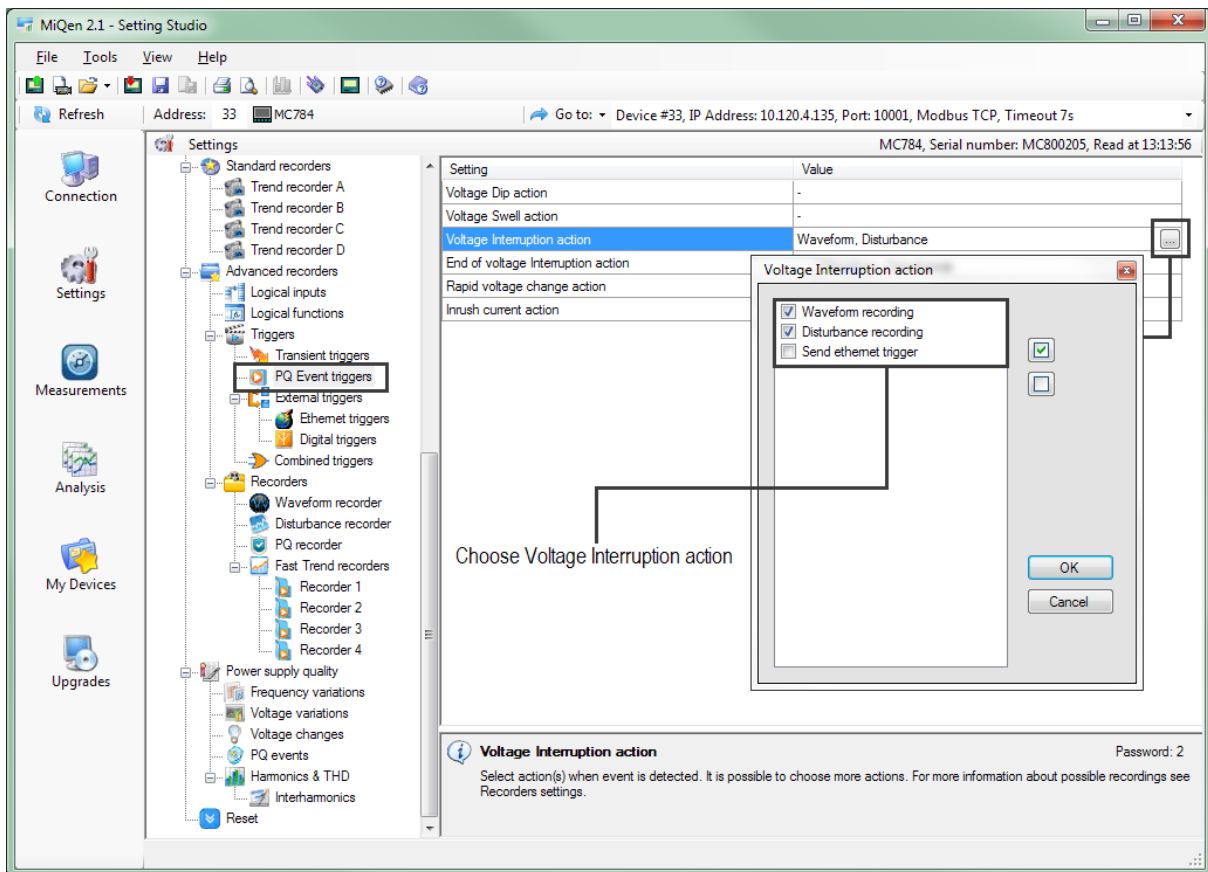 MiQen 2.1 - Setting Studio
File Tools View Help
Refresh Address: 33 MC784 Go to: Device #33, IP Address: 10.120.4.135, Port: 10001, Modbus TCP, Timeout 7s
Settings MC784, Serial number: MC800205, Read at 13:13:56
Connection
Settings
Measurements
Analysis
My Devices
Upgrades
Standard recorders
Trend recorder A
Trend recorder B
Trend recorder C
Trend recorder D
Advanced recorders
Logical inputs
Logical functions
Triggers
Transient triggers
PQ Event triggers
External triggers
Ethernet triggers
Digital triggers
Combined triggers
Recorders
Waveform recorder
Disturbance recorder
PQ recorder
Fast Trend recorders
Recorder 1
Recorder 2
Recorder 3
Recorder 4
Power supply quality
Frequency variations
Voltage variations
Voltage changes
PQ events
Harmonics & THD
Interharmonics
Reset
Setting Value
Voltage Dip action -
Voltage Swell action -
Voltage Interruption action Waveform, Disturbance ...
End of voltage Interruption action
Rapid voltage change action
Inrush current action
Voltage Interruption action
Waveform recording
Disturbance recording
Send ethernet trigger
OK
Cancel
Choose Voltage Interruption action
Voltage Interruption action Password: 2
Select action(s) when event is detected. It is possible to choose more actions. For more information about possible recordings see
Recorders settings.